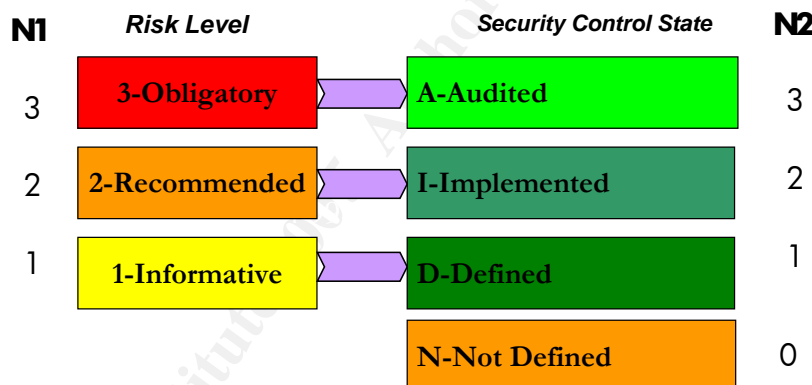 N1 Risk Level Security Control State N2
3 3-Obligatory A-Audited 3
2 2-Recommended I-Implemented 2
1 1-Informative D-Defined 1
N-Not Defined 0